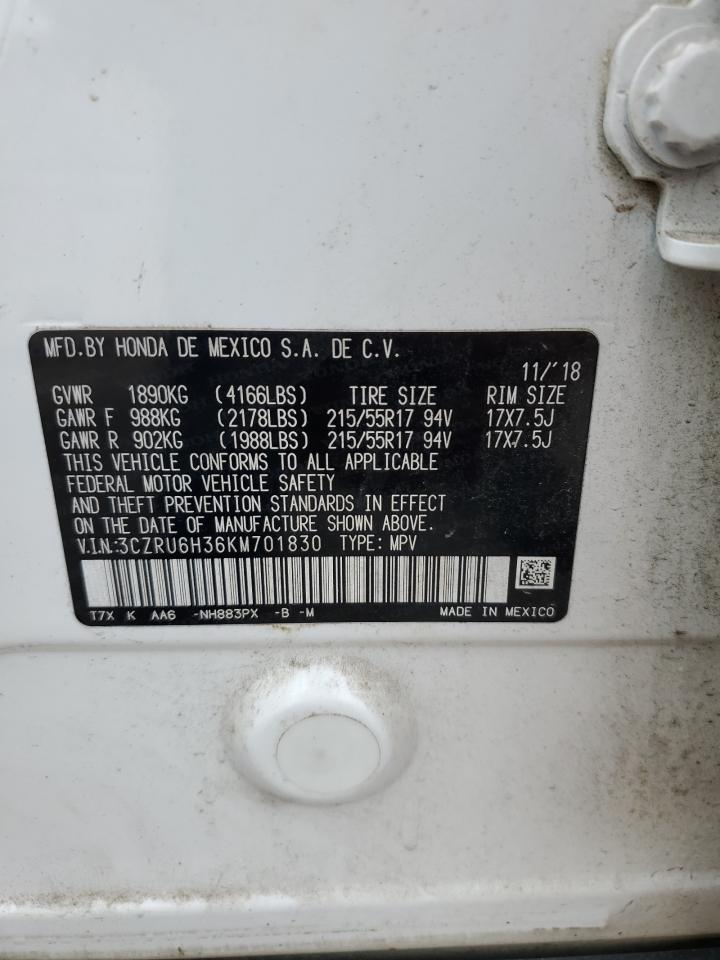 MFD.BY HONDA DE MEXICO S.A. DE C.V.
11/'18
GVWR 1890KG (4166LBS) TIRE SIZE RIM SIZE
GAWR F 988KG (2178LBS) 215/55R17 94V 17X7.5J
GAWR R 902KG (1988LBS) 215/55R17 94V 17X7.5J
THIS VEHICLE CONFORMS TO ALL APPLICABLE
FEDERAL MOTOR VEHICLE SAFETY
AND THEFT PREVENTION STANDARDS IN EFFECT
ON THE DATE OF MANUFACTURE SHOWN ABOVE.
V.I.N.:3CZRU6H36KM701830 TYPE: MPV
T7X K AA6 -NH883PX -B -M MADE IN MEXICO